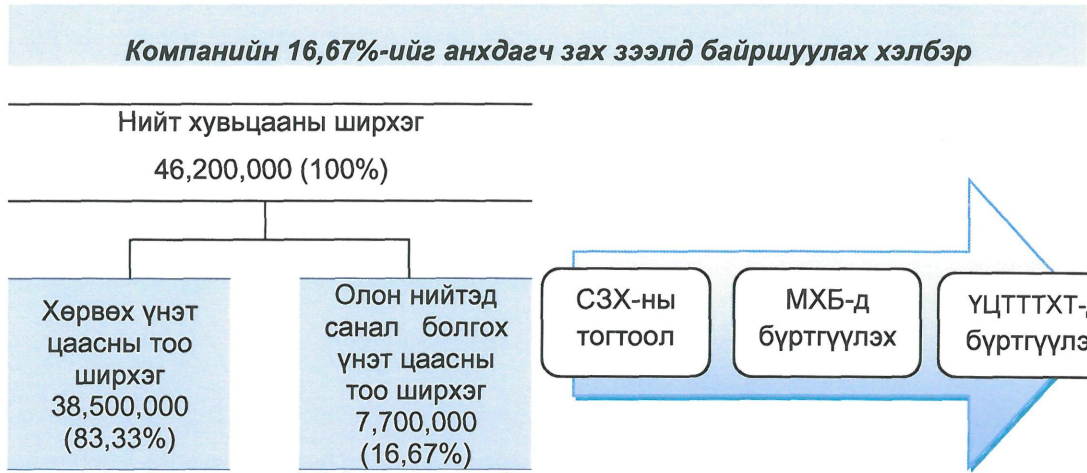 Компанийн 16,67%-ийг анхдагч зах зээлд байршуулах хэлбэр
Нийт хувьцааны ширхэг
46,200,000 (100%)
Хөрвөх үнэт
цаасны тоо
ширхэг
38,500,000
(83,33%)
Олон нийтэд
санал болгох
үнэт цаасны
тоо ширхэг
7,700,000
(16,67%)
СЗХ-ны
тогтоол
МХБ-д
бүртгүүлэх
ҮЦТТТХТ-д
бүртгүүлэ